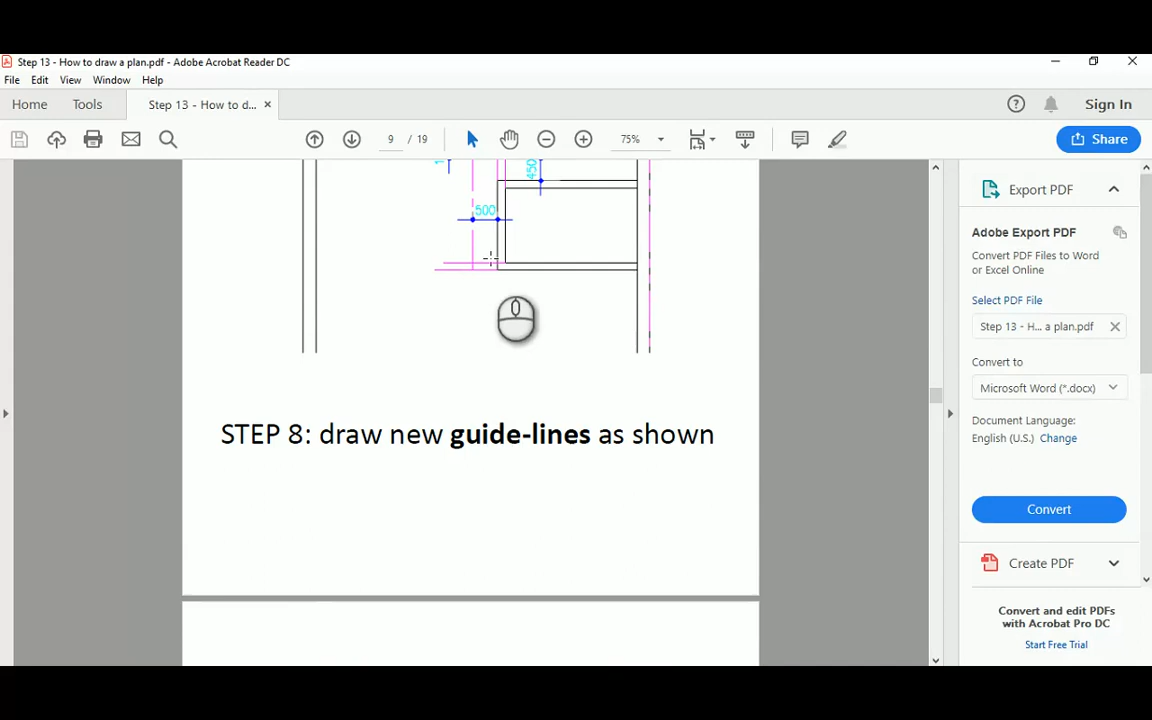 Step 13 - How to draw a plan.pdf - Adobe Acrobat Reader DC
File Edit View Window Help
Home Tools Step 13 - How to d... × Sign In
9 / 19 75% Share
450
500
STEP 8: draw new guide-lines as shown
Export PDF
Adobe Export PDF
Convert PDF Files to Word
or Excel Online
Select PDF File
Step 13 - H... a plan.pdf
Convert to
Microsoft Word (*.docx)
Document Language:
English (U.S.) Change
Convert
Create PDF
Convert and edit PDFs
with Acrobat Pro DC
Start Free Trial